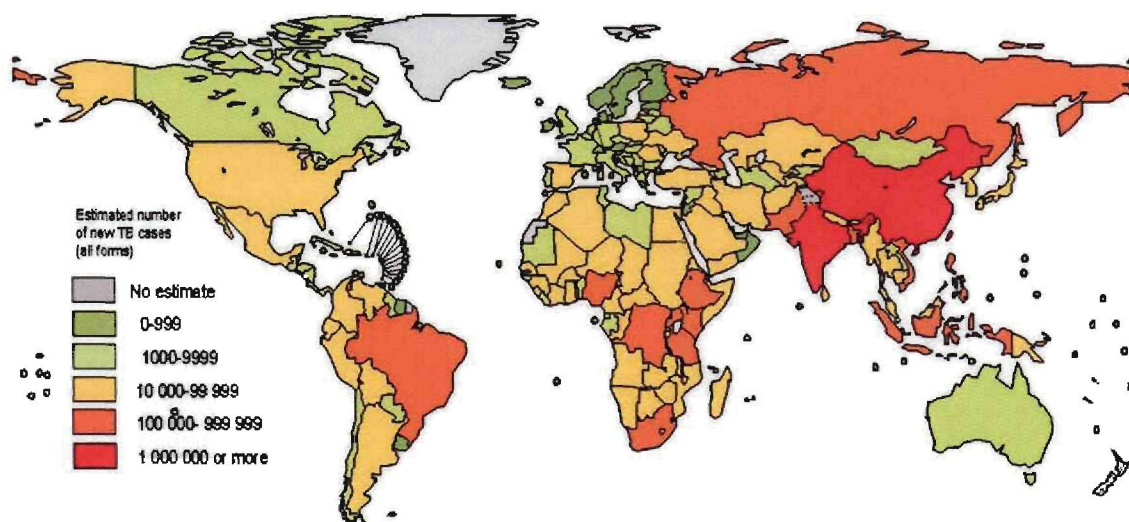 Estimated number
of new TB cases
(all forms)
No estimate
0-999
1000-9999
10 000-99 999
100 000- 999 999
1 000 000 or more